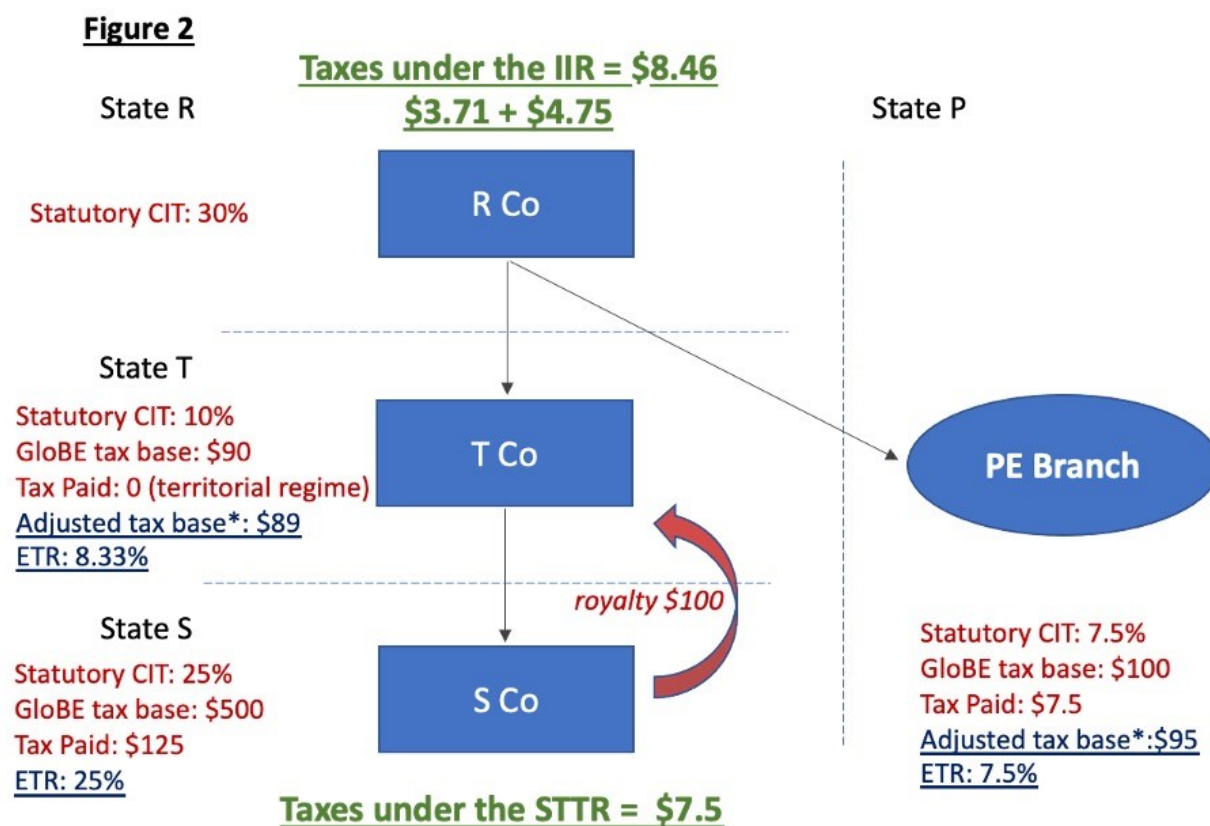 Figure 2
Taxes under the IIR = $8.46
$3.71 + $4.75
State R
State P
Statutory CIT: 30%
R Co
State T
Statutory CIT: 10%
GloBE tax base: $90
Tax Paid: 0 (territorial regime)
Adjusted tax base*: $89
ETR: 8.33%
T Co
PE Branch
royalty $100
State S
Statutory CIT: 25%
GloBE tax base: $500
Tax Paid: $125
ETR: 25%
S Co
Statutory CIT: 7.5%
GloBE tax base: $100
Tax Paid: $7.5
Adjusted tax base*:$95
ETR: 7.5%
Taxes under the STTR =  $7.5